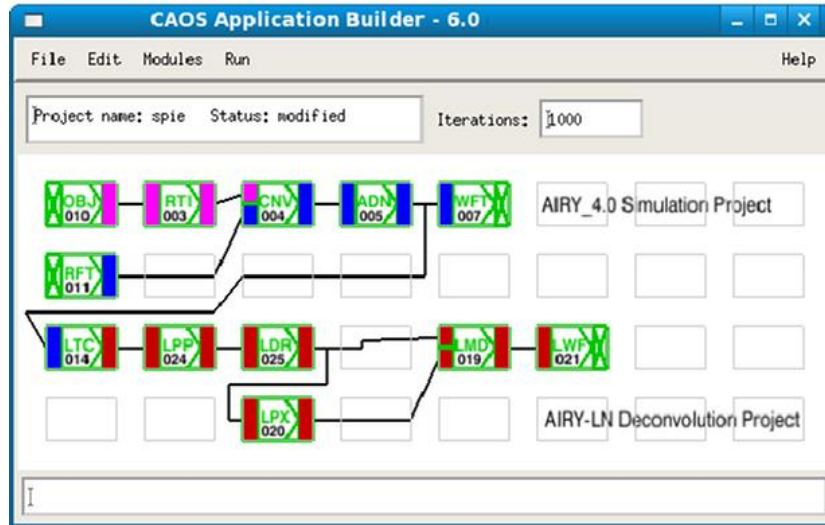 CAOS Application Builder - 6.0
File Edit Modules Run Help
Project name: spie Status: modified Iterations: 1000
OBJ 010 RTI 003 CNV 004 ADN 005 WFT 007 AIRY_4.0 Simulation Project
RFT 011
LTC 014 LPP 024 LDR 025 LMD 019 LWF 021
LPX 020 AIRY-LN Deconvolution Project